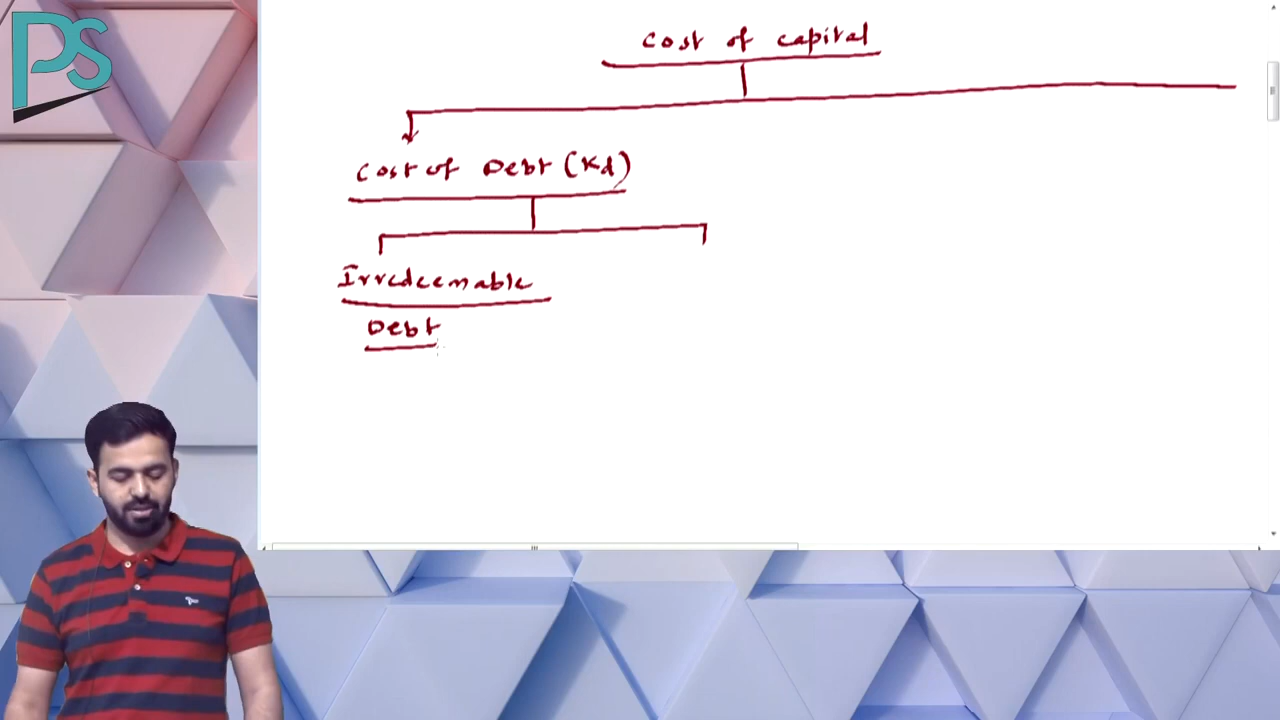 PS
Cost of capital
Cost of Debt (Kd)
Irredeemable
Debt